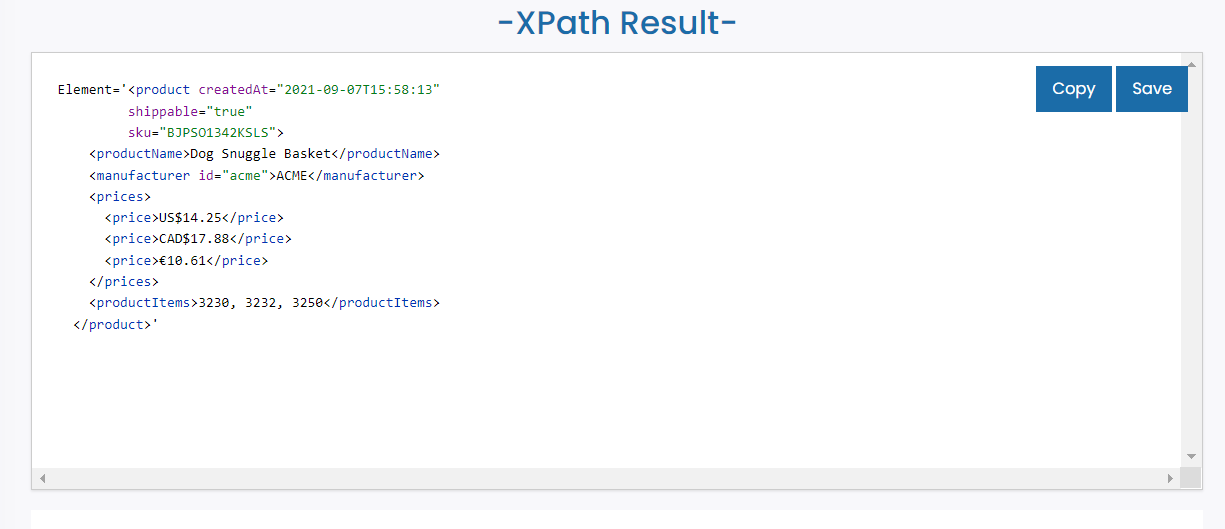 -XPath Result-
Copy Save
Element='<product createdAt="2021-09-07T15:58:13"
shippable="true"
sku="BJPSO1342KSLS">
<productName>Dog Snuggle Basket</productName>
<manufacturer id="acme">ACME</manufacturer>
<prices>
<price>US$14.25</price>
<price>CAD$17.88</price>
<price>€10.61</price>
</prices>
<productItems>3230, 3232, 3250</productItems>
</product>'